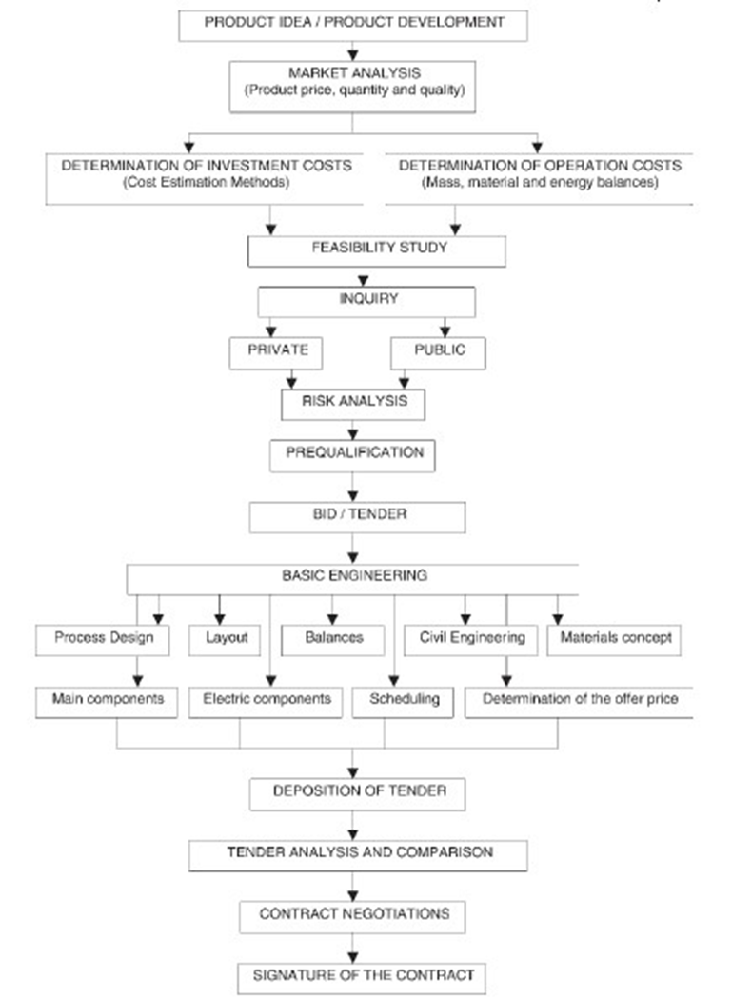 PRODUCT IDEA / PRODUCT DEVELOPMENT
MARKET ANALYSIS
(Product price, quantity and quality)
DETERMINATION OF INVESTMENT COSTS
(Cost Estimation Methods)
DETERMINATION OF OPERATION COSTS
(Mass, material and energy balances)
FEASIBILITY STUDY
INQUIRY
PRIVATE
PUBLIC
RISK ANALYSIS
PREQUALIFICATION
BID / TENDER
BASIC ENGINEERING
Process Design
Layout
Balances
Civil Engineering
Materials concept
Main components
Electric components
Scheduling
Determination of the offer price
DEPOSITION OF TENDER
TENDER ANALYSIS AND COMPARISON
CONTRACT NEGOTIATIONS
SIGNATURE OF THE CONTRACT